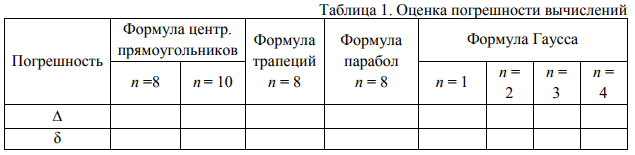 Таблица 1. Оценка погрешности вычислений
Погрешность
Формула центр.
прямоугольников
Формула
трапеций
n = 8
Формула
парабол
n = 8
Формула Гаусса
n =8
n = 10
n = 1
n =
2
n =
3
n =
4
Δ
δ